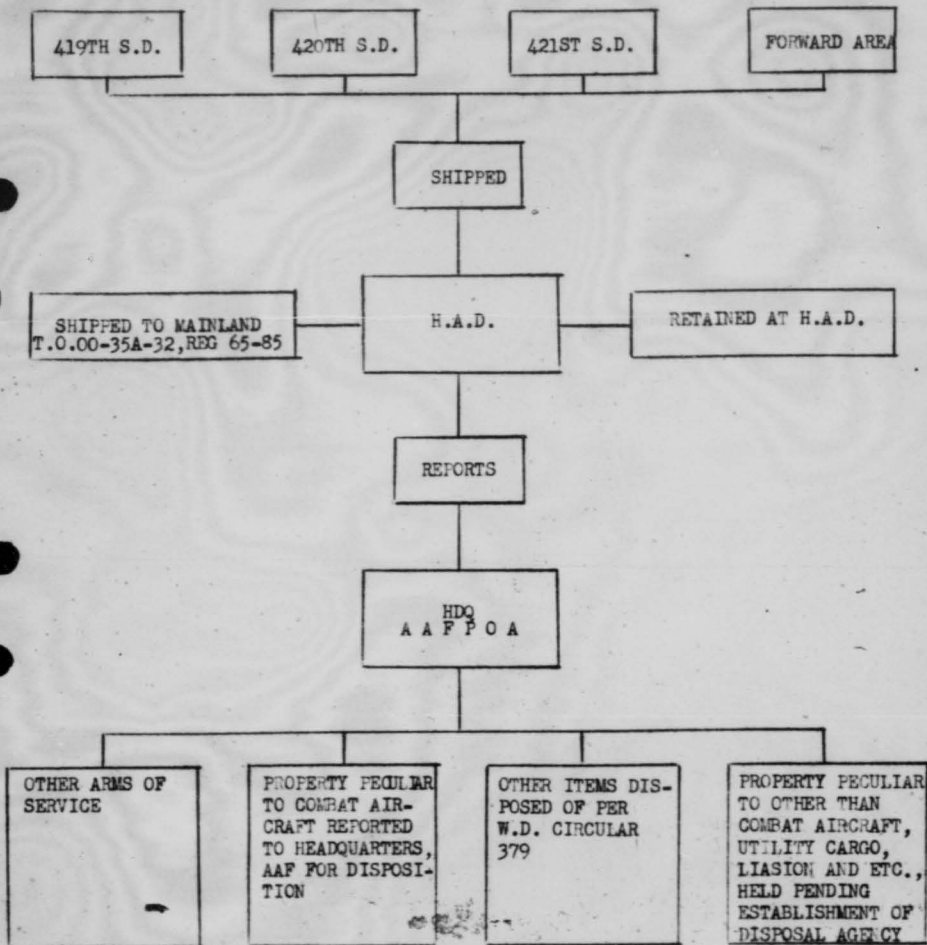 419TH S.D.
420TH S.D.
421ST S.D.
FORWARD AREA
SHIPPED
SHIPPED TO MAINLAND
T.O.00-35A-32,REG 65-85
H.A.D.
RETAINED AT H.A.D.
REPORTS
HDQ
A A F P O A
OTHER ARMS OF
SERVICE
PROPERTY PECULIAR
TO COMBAT AIR-
CRAFT REPORTED
TO HEADQUARTERS,
AAF FOR DISPOSI-
TION
OTHER ITEMS DIS-
POSED OF PER
W.D. CIRCULAR
379
PROPERTY PECULIAR
TO OTHER THAN
COMBAT AIRCRAFT,
UTILITY CARGO,
LIASION AND ETC.,
HELD PENDING
ESTABLISHMENT OF
DISPOSAL AGENCY